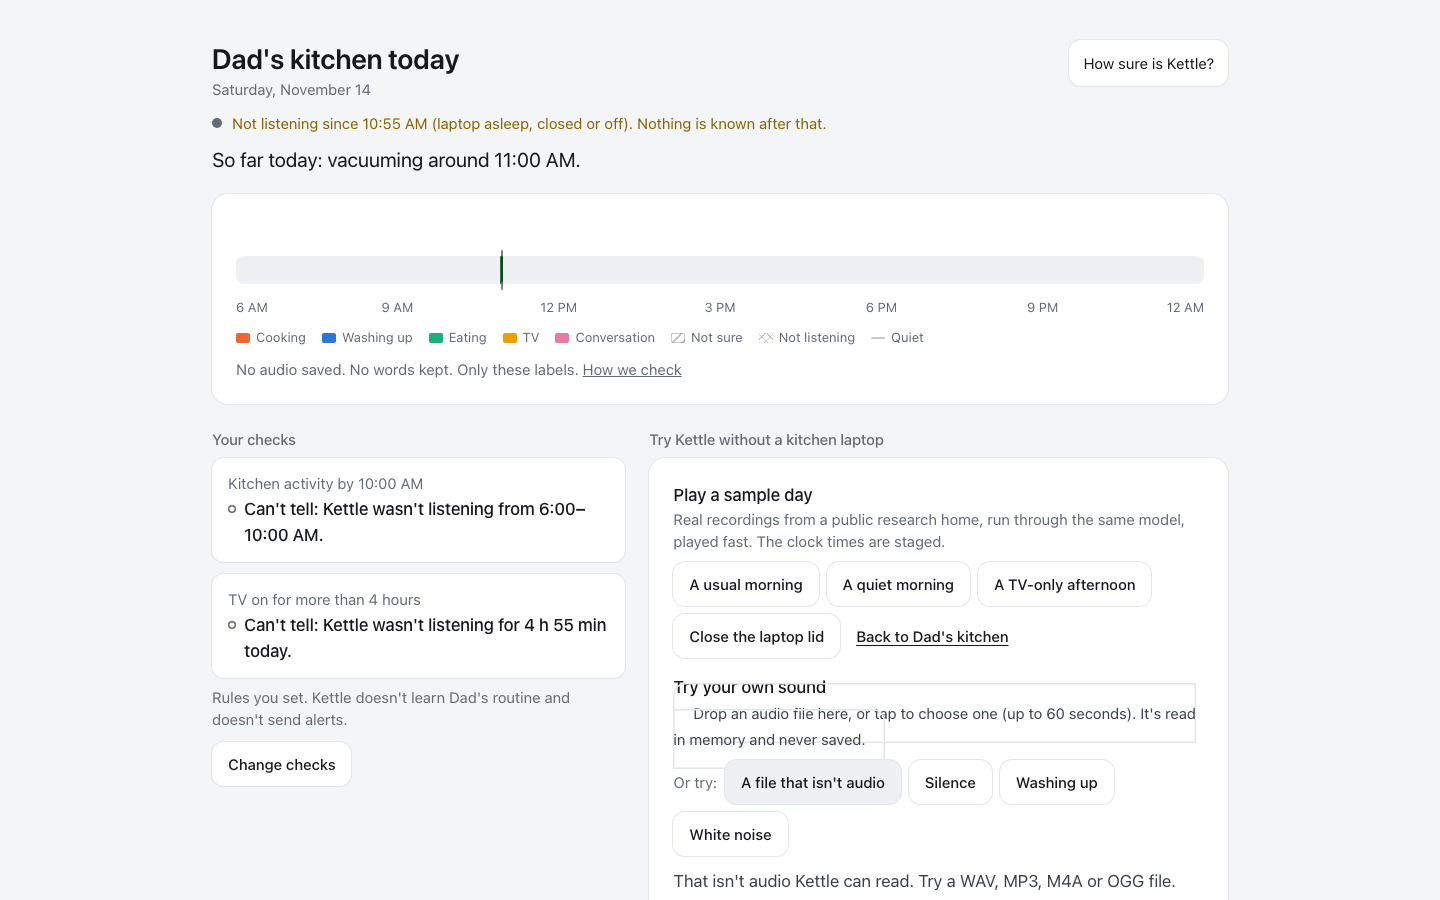 Dad's kitchen today
How sure is Kettle?
Saturday, November 14
Not listening since 10:55 AM (laptop asleep, closed or off). Nothing is known after that.
So far today: vacuuming around 11:00 AM.
6 AM 9 AM 12 PM 3 PM 6 PM 9 PM 12 AM
Cooking Washing up Eating TV Conversation Not sure Not listening Quiet
No audio saved. No words kept. Only these labels. How we check
Your checks
Kitchen activity by 10:00 AM
Can't tell: Kettle wasn't listening from 6:00–
10:00 AM.
TV on for more than 4 hours
Can't tell: Kettle wasn't listening for 4 h 55 min
today.
Rules you set. Kettle doesn't learn Dad's routine and
doesn't send alerts.
Change checks
Try Kettle without a kitchen laptop
Play a sample day
Real recordings from a public research home, run through the same model,
played fast. The clock times are staged.
A usual morning A quiet morning A TV-only afternoon
Close the laptop lid Back to Dad's kitchen
Try your own sound
Drop an audio file here, or tap to choose one (up to 60 seconds). It's read
in memory and never saved.
Or try: A file that isn't audio Silence Washing up
White noise
That isn't audio Kettle can read. Try a WAV, MP3, M4A or OGG file.